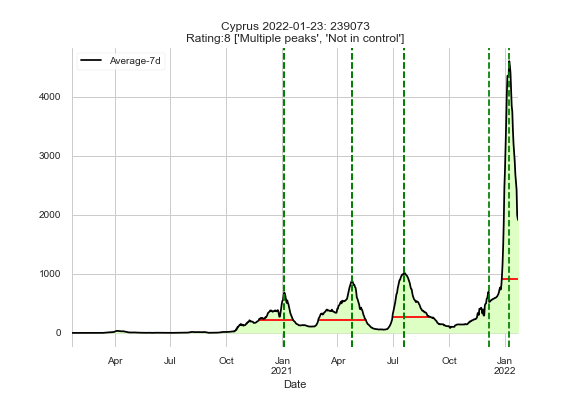 Cyprus 2022-01-23: 239073
Rating:8 ['Multiple peaks', 'Not in control']
Average-7d
4000
3000
2000
1000
0
Apr
Jul
Oct
Jan
2021
Apr
Jul
Oct
Jan
2022
Date